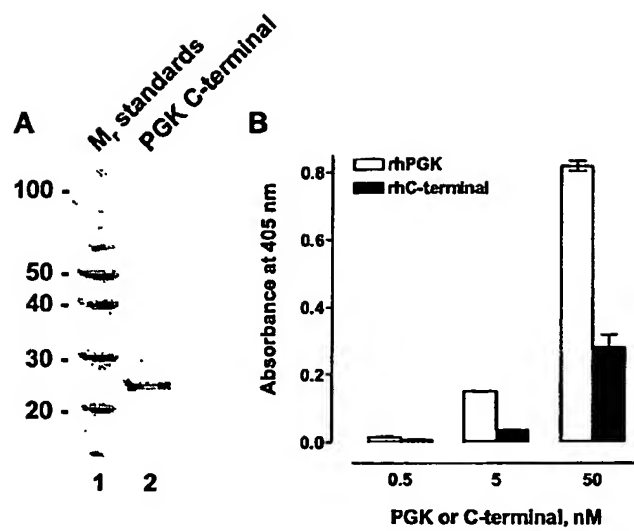 A
Mr standards
PGK C-terminal
100 -
50 -
40 -
30 -
20 -
1 2
B
rhPGK
rhC-terminal
Absorbance at 405 nm
0.8
0.6
0.4
0.2
0.0
0.5 5 50
PGK or C-terminal, nM